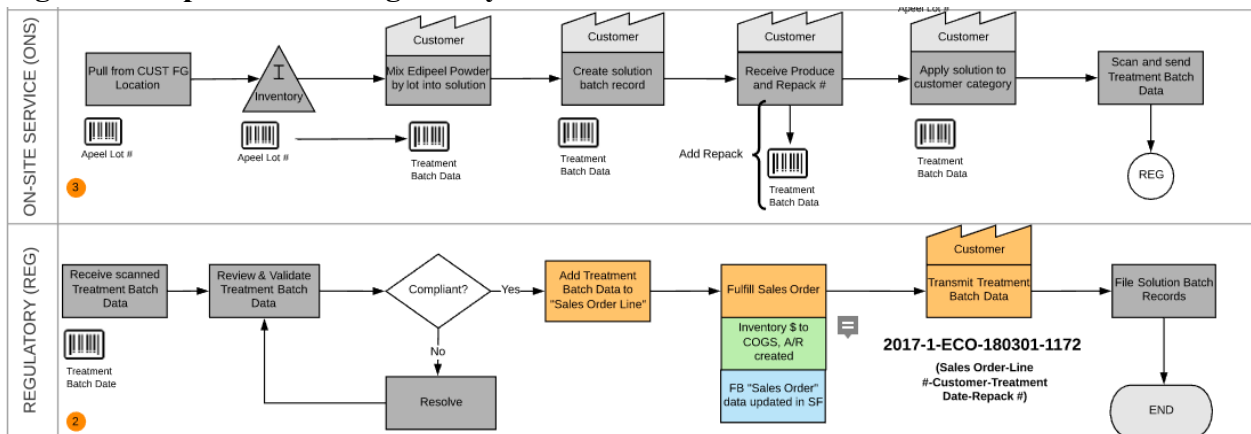 Apeel Lot #
ON-SITE SERVICE (ONS)
Pull from CUST FG
Location
Apeel Lot #
3
I
Inventory
Apeel Lot #
Customer
Mix Edipeel Powder
by lot into solution
Treatment
Batch Data
Customer
Create solution
batch record
Treatment
Batch Data
Customer
Receive Produce
and Repack #
Add Repack
Treatment
Batch Data
Customer
Apply solution to
customer category
Treatment
Batch Data
Scan and send
Treatment Batch
Data
REG
REGULATORY (REG)
Receive scanned
Treatment Batch
Data
Treatment
Batch Date
2
Review & Validate
Treatment Batch
Data
Compliant?
Yes
No
Resolve
Add Treatment
Batch Data to
"Sales Order Line"
Fulfill Sales Order
Inventory $ to
COGS, A/R
created
FB "Sales Order"
data updated in SF
Customer
Transmit Treatment
Batch Data
2017-1-ECO-180301-1172
(Sales Order-Line
#-Customer-Treatment
Date-Repack #)
File Solution Batch
Records
END